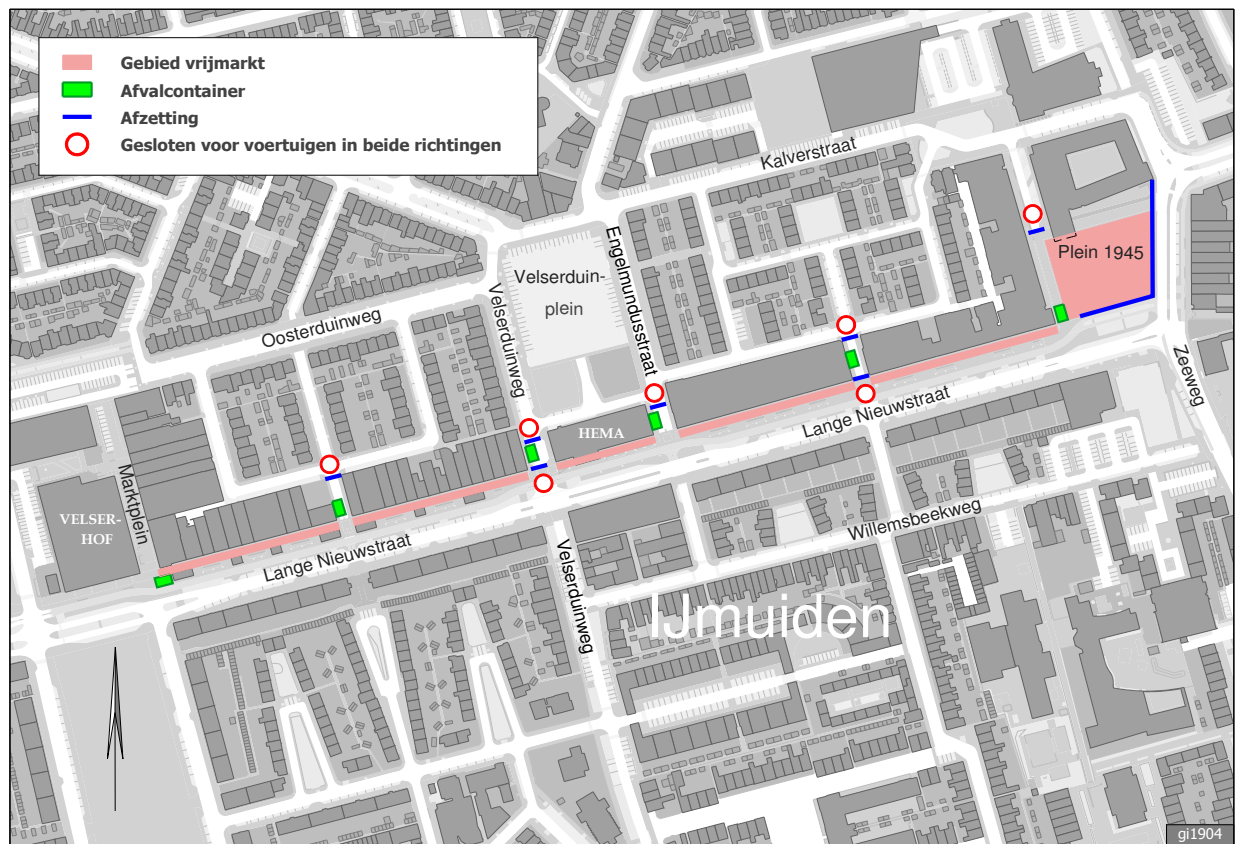 Gebied vrijmarkt
Afvalcontainer
Afzetting
Gesloten voor voertuigen in beide richtingen
Kalverstraat
Plein 1945
Engelmundusstraat
Velserduin-
plein
Velserduinweg
Oosterduinweg
Zeeweg
Lange Nieuwstraat
HEMA
Marktplein
VELSER-
HOF
Lange Nieuwstraat
Willemsbeekweg
Velserduinweg
IJmuiden
gi1904